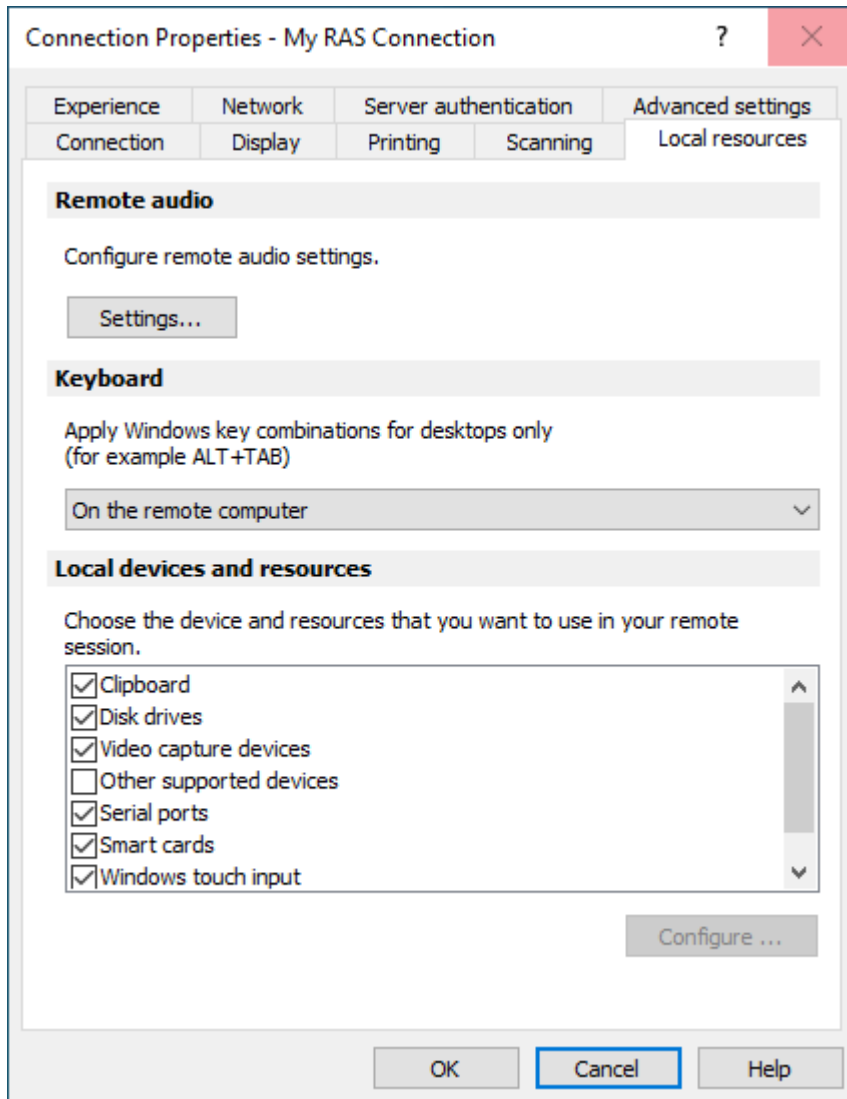 Connection Properties - My RAS Connection
?
Experience Network Server authentication Advanced settings
Connection Display Printing Scanning Local resources
Remote audio
Configure remote audio settings.
Settings...
Keyboard
Apply Windows key combinations for desktops only
(for example ALT+TAB)
On the remote computer
Local devices and resources
Choose the device and resources that you want to use in your remote
session.
Clipboard
Disk drives
Video capture devices
Other supported devices
Serial ports
Smart cards
Windows touch input
Configure ...
OK Cancel Help